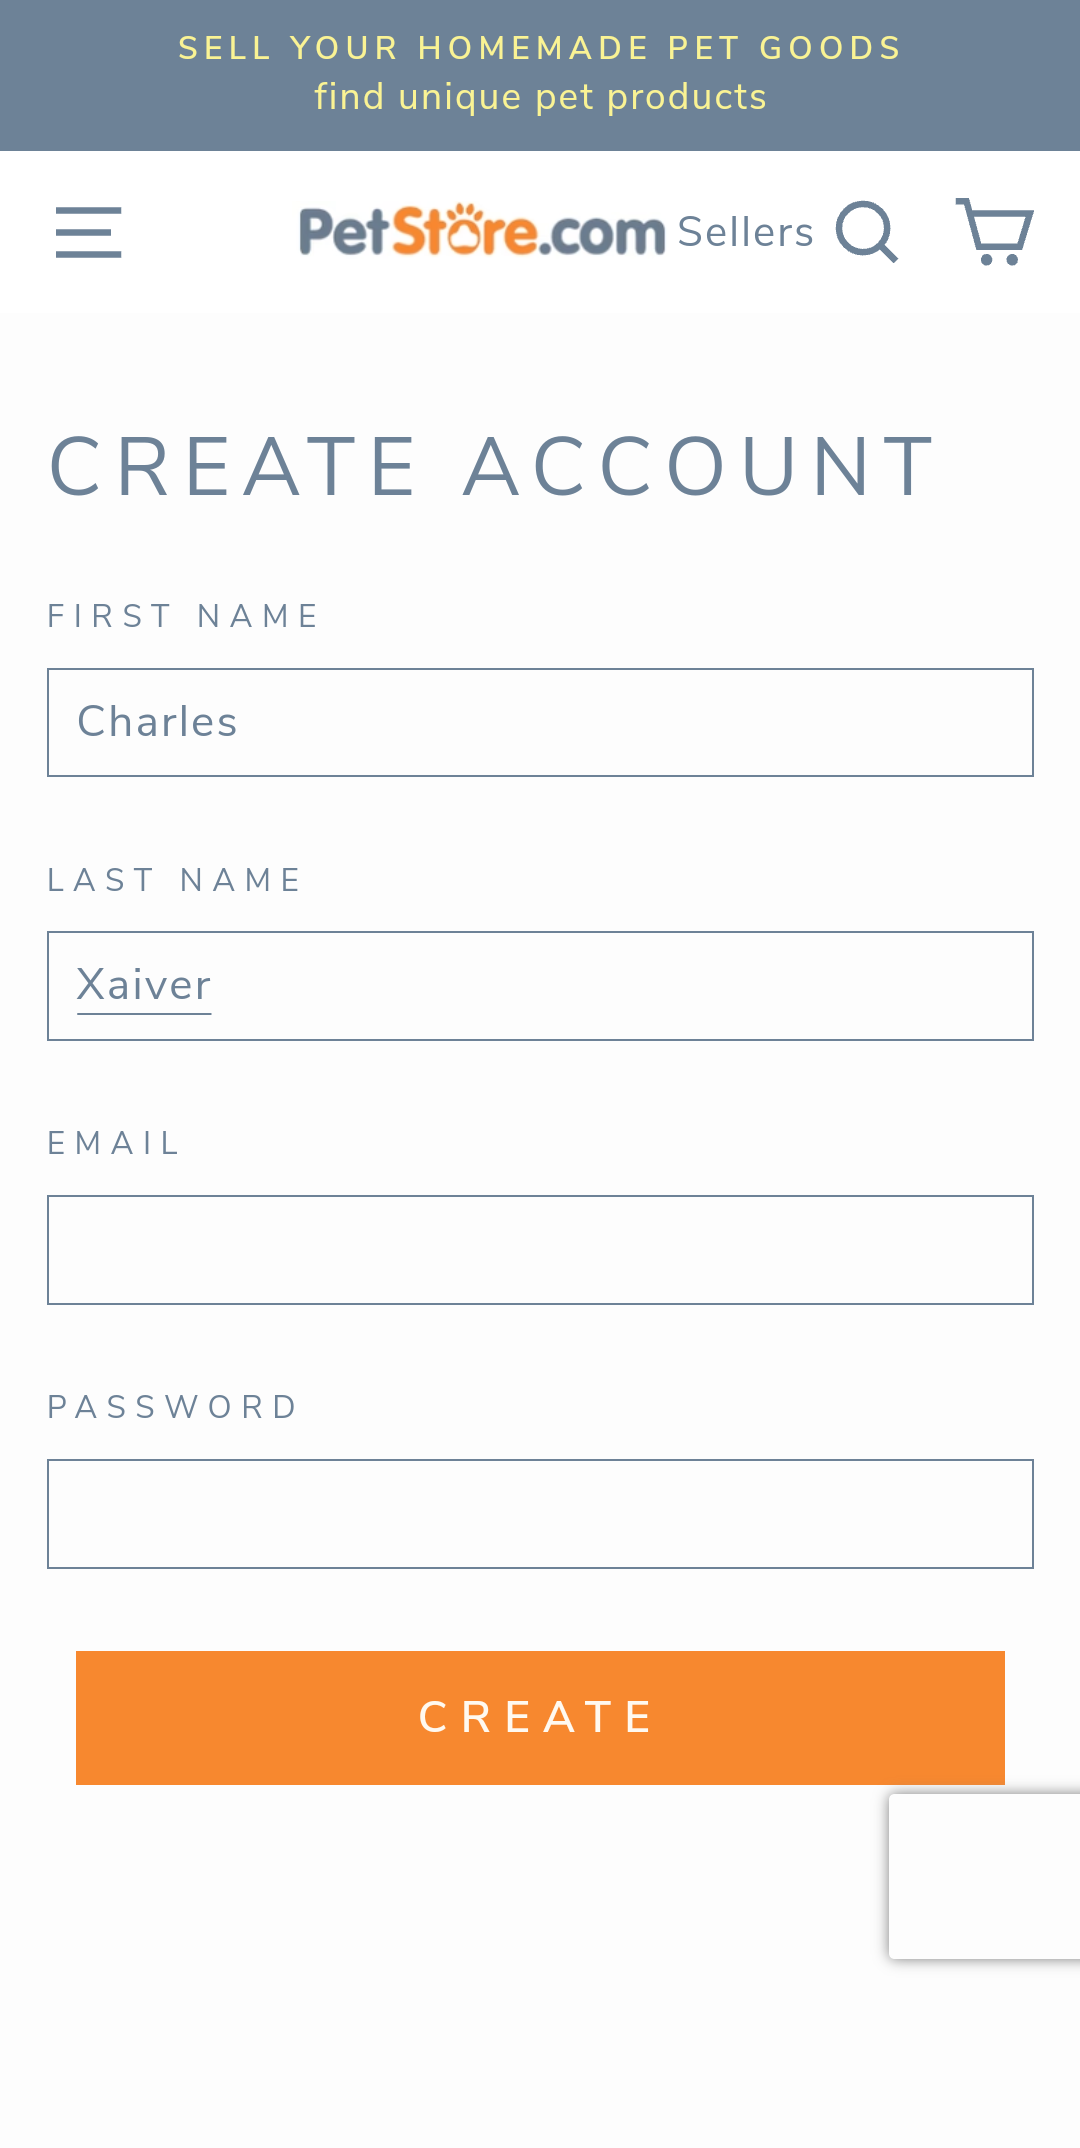 SELL YOUR HOMEMADE PET GOODS
find unique pet products
PetStore.com Sellers
CREATE ACCOUNT
FIRST NAME
Charles
LAST NAME
Xaiver
EMAIL
PASSWORD
CREATE